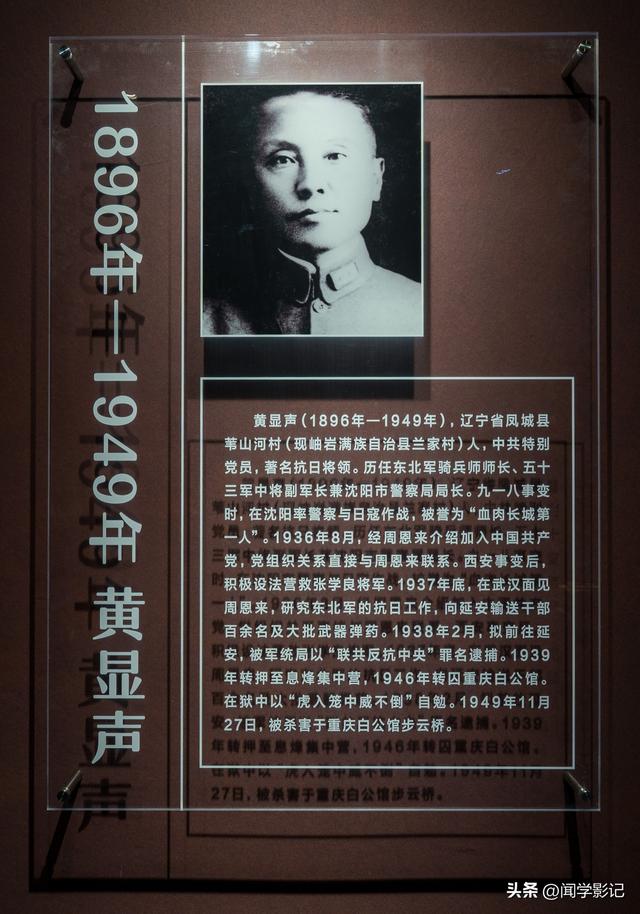 1896年—1949年 黄显声
黄显声（1896年—1949年），辽宁省凤城县
苇山河村（现岫岩满族自治县兰家村）人，中共特别
党员，著名抗日将领。历任东北军骑兵师师长、五十
三军中将副军长兼沈阳市警察局局长。九一八事变
时，在沈阳率警察与日寇作战，被誉为“血肉长城第
一人”。1936年8月，经周恩来介绍加入中国共产
党，党组织关系直接与周恩来联系。西安事变后，
积极设法营救张学良将军。1937年底，在武汉面见
周恩来，研究东北军的抗日工作，向延安输送干部
百余名及大批武器弹药。1938年2月，拟前往延
安，被军统局以“联共反抗中央”罪名逮捕。1939
年转押至息烽集中营，1946年转囚重庆白公馆。
在狱中以“虎入笼中威不倒”自勉。1949年11月
27日，被杀害于重庆白公馆步云桥。
头条 @闻学影记